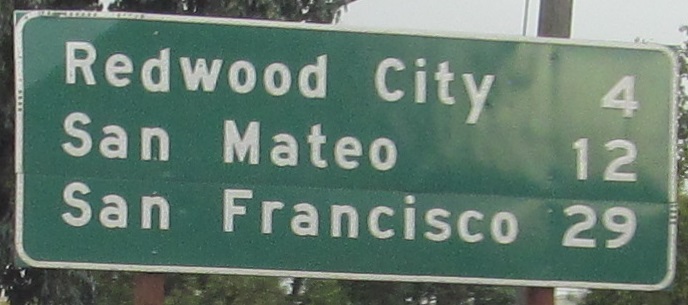 Redwood City 4
San Mateo 12
San Francisco 29